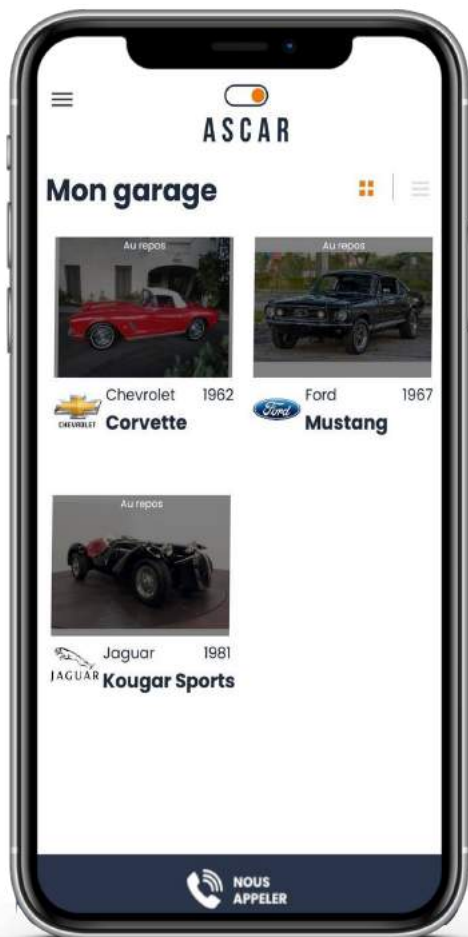 ASCAR
Mon garage
Au repos
Au repos
Chevrolet 1962
CHEVROLET Corvette
Ford 1967
Ford Mustang
Au repos
Jaguar 1981
JAGUAR Kougar Sports
NOUS
APPELER